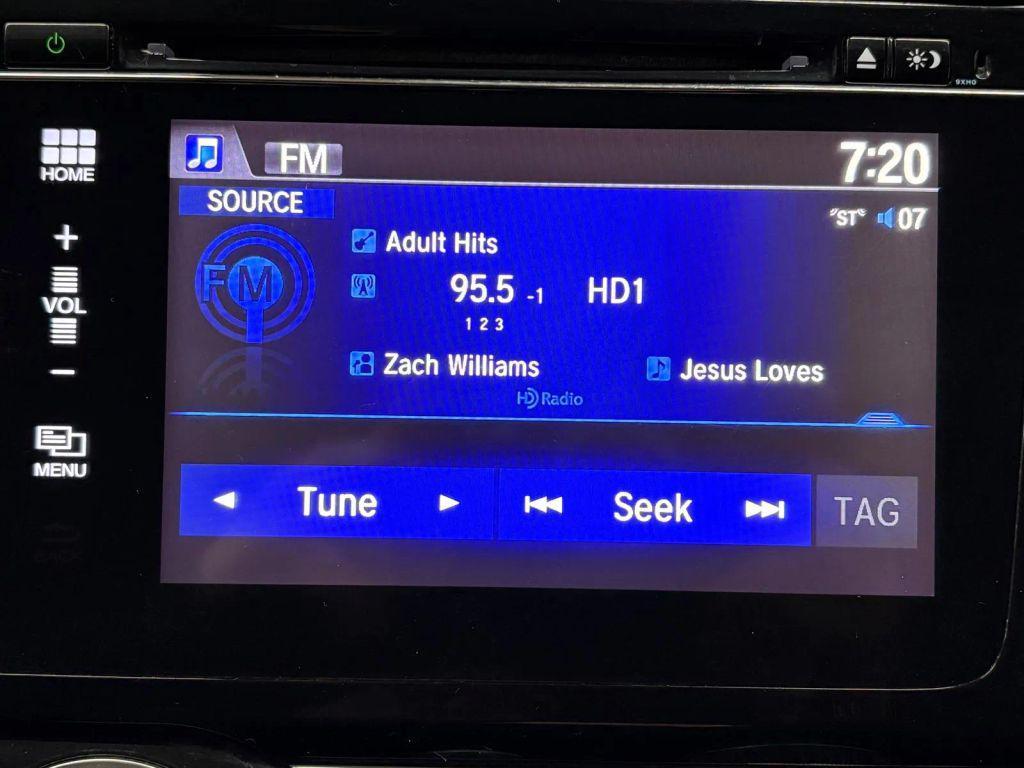 9XH0
HOME
+
VOL
−
MENU
FM
7:20
SOURCE
ST 07
FM
Adult Hits
95.5 -1 HD1
1 2 3
Zach Williams
Jesus Loves
HD Radio
Tune
Seek
TAG